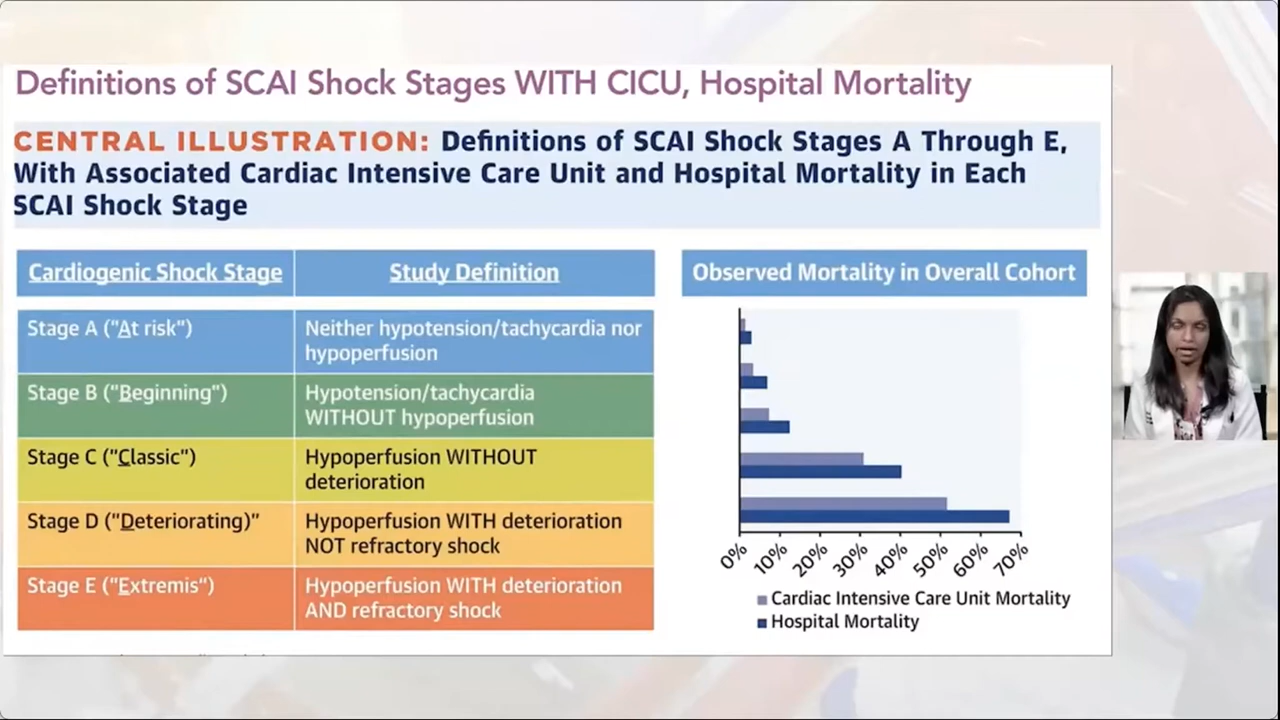 Definitions of SCAI Shock Stages WITH CICU, Hospital Mortality
CENTRAL ILLUSTRATION: Definitions of SCAI Shock Stages A Through E,
With Associated Cardiac Intensive Care Unit and Hospital Mortality in Each
SCAI Shock Stage
Cardiogenic Shock Stage
Study Definition
Stage A ("At risk")
Neither hypotension/tachycardia nor
hypoperfusion
Stage B ("Beginning")
Hypotension/tachycardia
WITHOUT hypoperfusion
Stage C ("Classic")
Hypoperfusion WITHOUT
deterioration
Stage D ("Deteriorating)"
Hypoperfusion WITH deterioration
NOT refractory shock
Stage E ("Extremis")
Hypoperfusion WITH deterioration
AND refractory shock
Observed Mortality in Overall Cohort
0% 10% 20% 30% 40% 50% 60% 70%
Cardiac Intensive Care Unit Mortality
Hospital Mortality